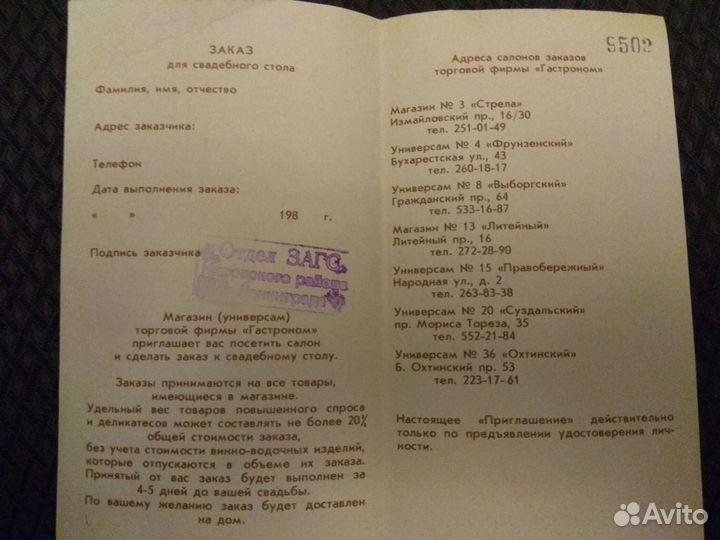 ЗАКАЗ
для свадебного стола
Фамилия, имя, отчество
Адрес заказчика:
Телефон
Дата выполнения заказа:
« » 198 г.
Подпись заказчика
Отдел ЗАГС
района
Ленинграда
Магазин (универсам)
торговой фирмы «Гастроном»
приглашает вас посетить салон
и сделать заказ к свадебному столу.
Заказы принимаются на все товары,
имеющиеся в магазине.
Удельный вес товаров повышенного спроса
и деликатесов может составлять не более 20%
общей стоимости заказа,
без учета стоимости винно-водочных изделий,
которые отпускаются в объеме их заказа.
Принятый от вас заказ будет выполнен за
4-5 дней до вашей свадьбы.
По вашему желанию заказ будет доставлен
на дом.
9502
Адреса салонов заказов
торговой фирмы «Гастроном»
Магазин № 3 «Стрела»
Измайловский пр., 16/30
тел. 251-01-49
Универсам № 4 «Фрунзенский»
Бухарестская ул., 43
тел. 260-18-17
Универсам № 8 «Выборгский»
Гражданский пр., 64
тел. 533-16-87
Магазин № 13 «Литейный»
Литейный пр., 16
тел. 272-28-90
Универсам № 15 «Правобережный»
Народная ул., д. 2
тел. 263-83-38
Универсам № 20 «Суздальский»
пр. Мориса Тореза, 35
тел. 552-21-84
Универсам № 36 «Охтинский»
Б. Охтинский пр. 53
тел. 223-17-61
Настоящее «Приглашение» действительно
только по предъявлении удостоверения лич-
ности.
Avito